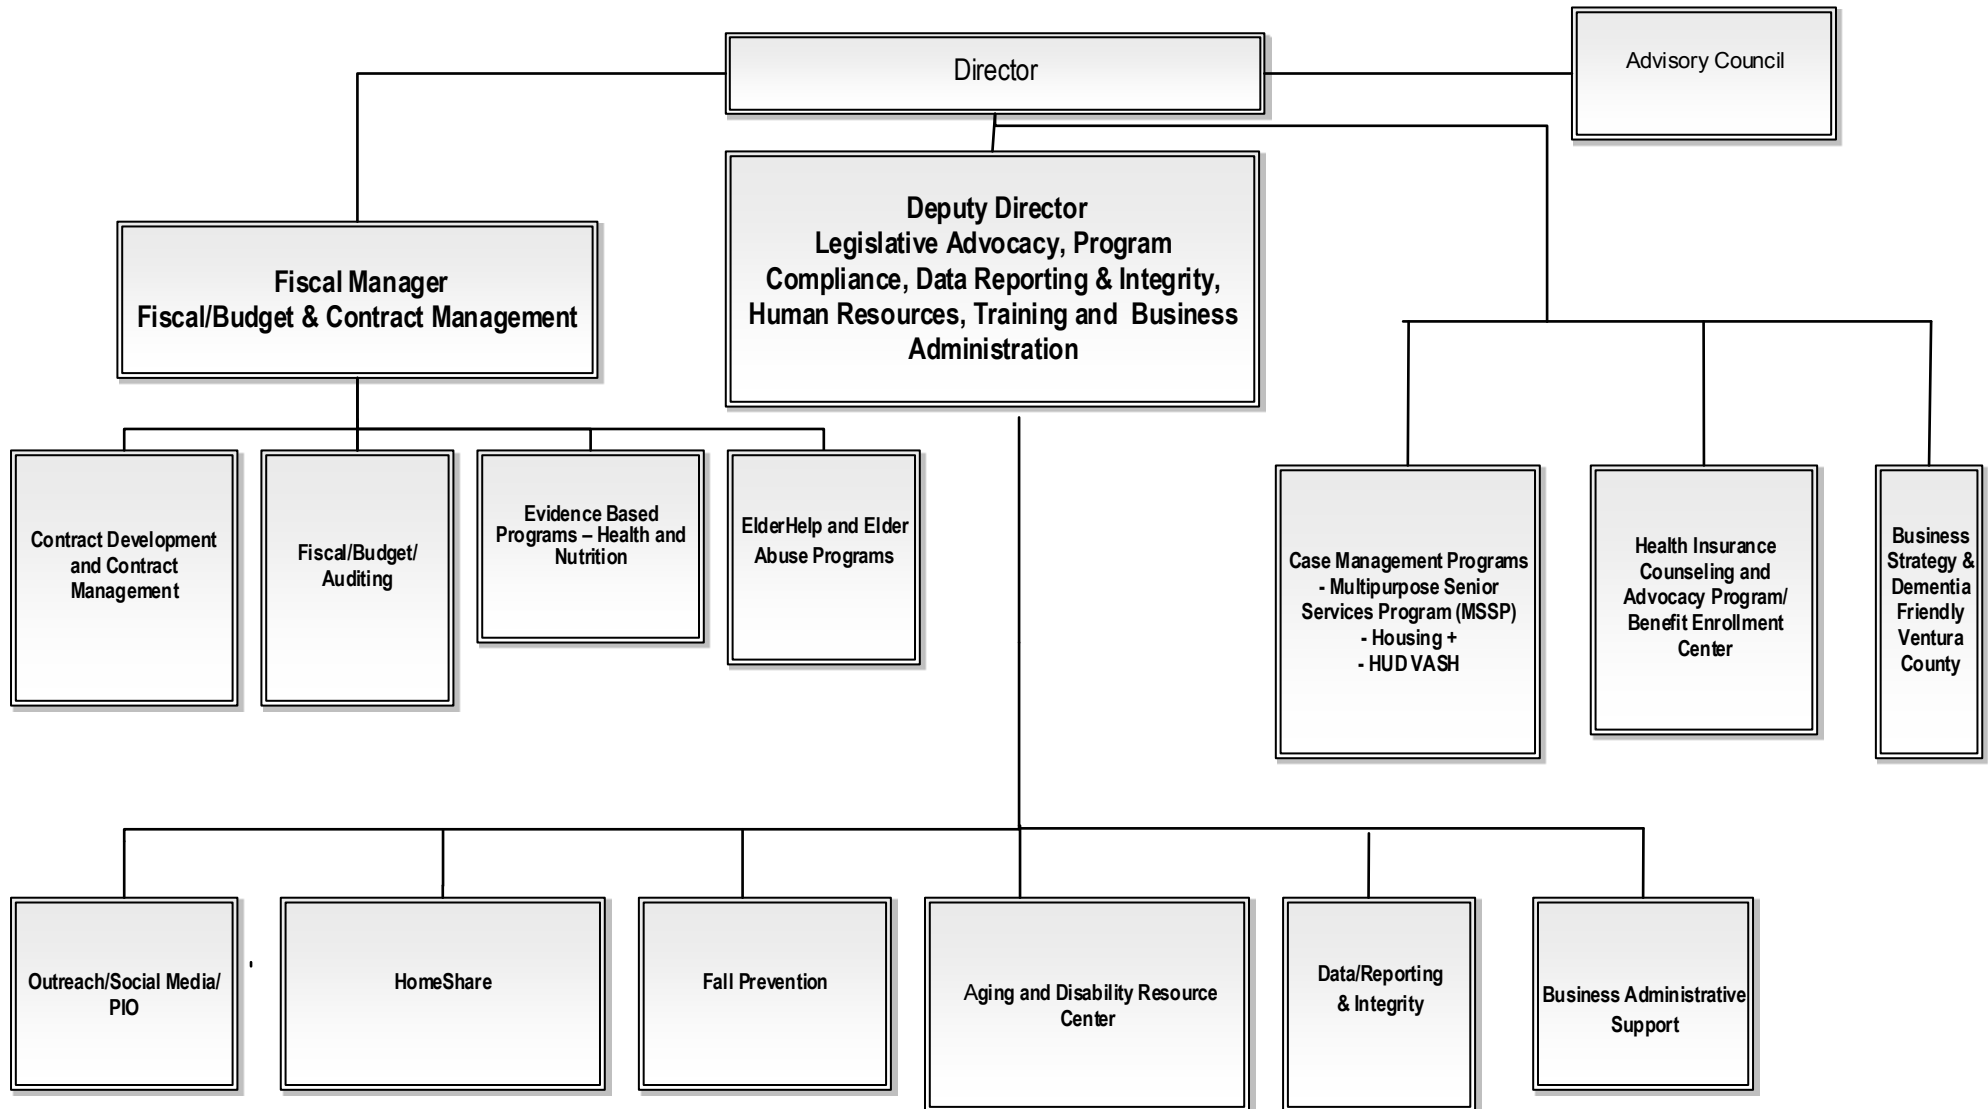 Director
Advisory Council
Deputy Director
Legislative Advocacy, Program
Compliance, Data Reporting & Integrity,
Human Resources, Training and Business
Administration
Fiscal Manager
Fiscal/Budget & Contract Management
Contract Development
and Contract
Management
Fiscal/Budget/
Auditing
Evidence Based
Programs – Health and
Nutrition
ElderHelp and Elder
Abuse Programs
Case Management Programs
- Multipurpose Senior
Services Program (MSSP)
- Housing +
- HUD VASH
Health Insurance
Counseling and
Advocacy Program/
Benefit Enrollment
Center
Business
Strategy &
Dementia
Friendly
Ventura
County
Outreach/Social Media/
PIO
HomeShare
Fall Prevention
Aging and Disability Resource
Center
Data/Reporting
& Integrity
Business Administrative
Support